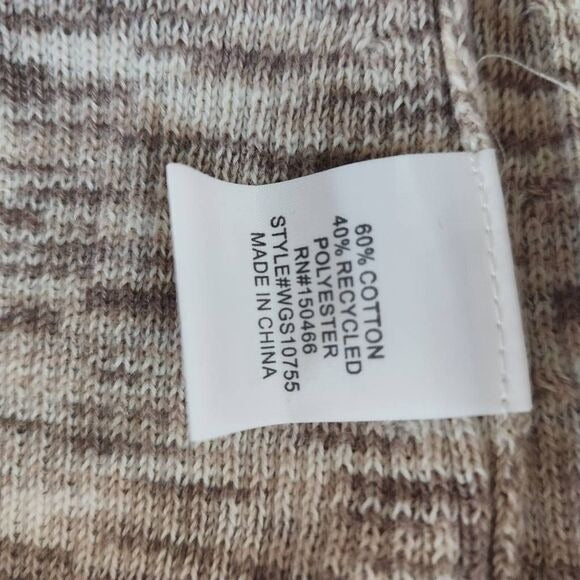 60% COTTON
40% RECYCLED
POLYESTER
RN#150466
STYLE#WGS10755
MADE IN CHINA